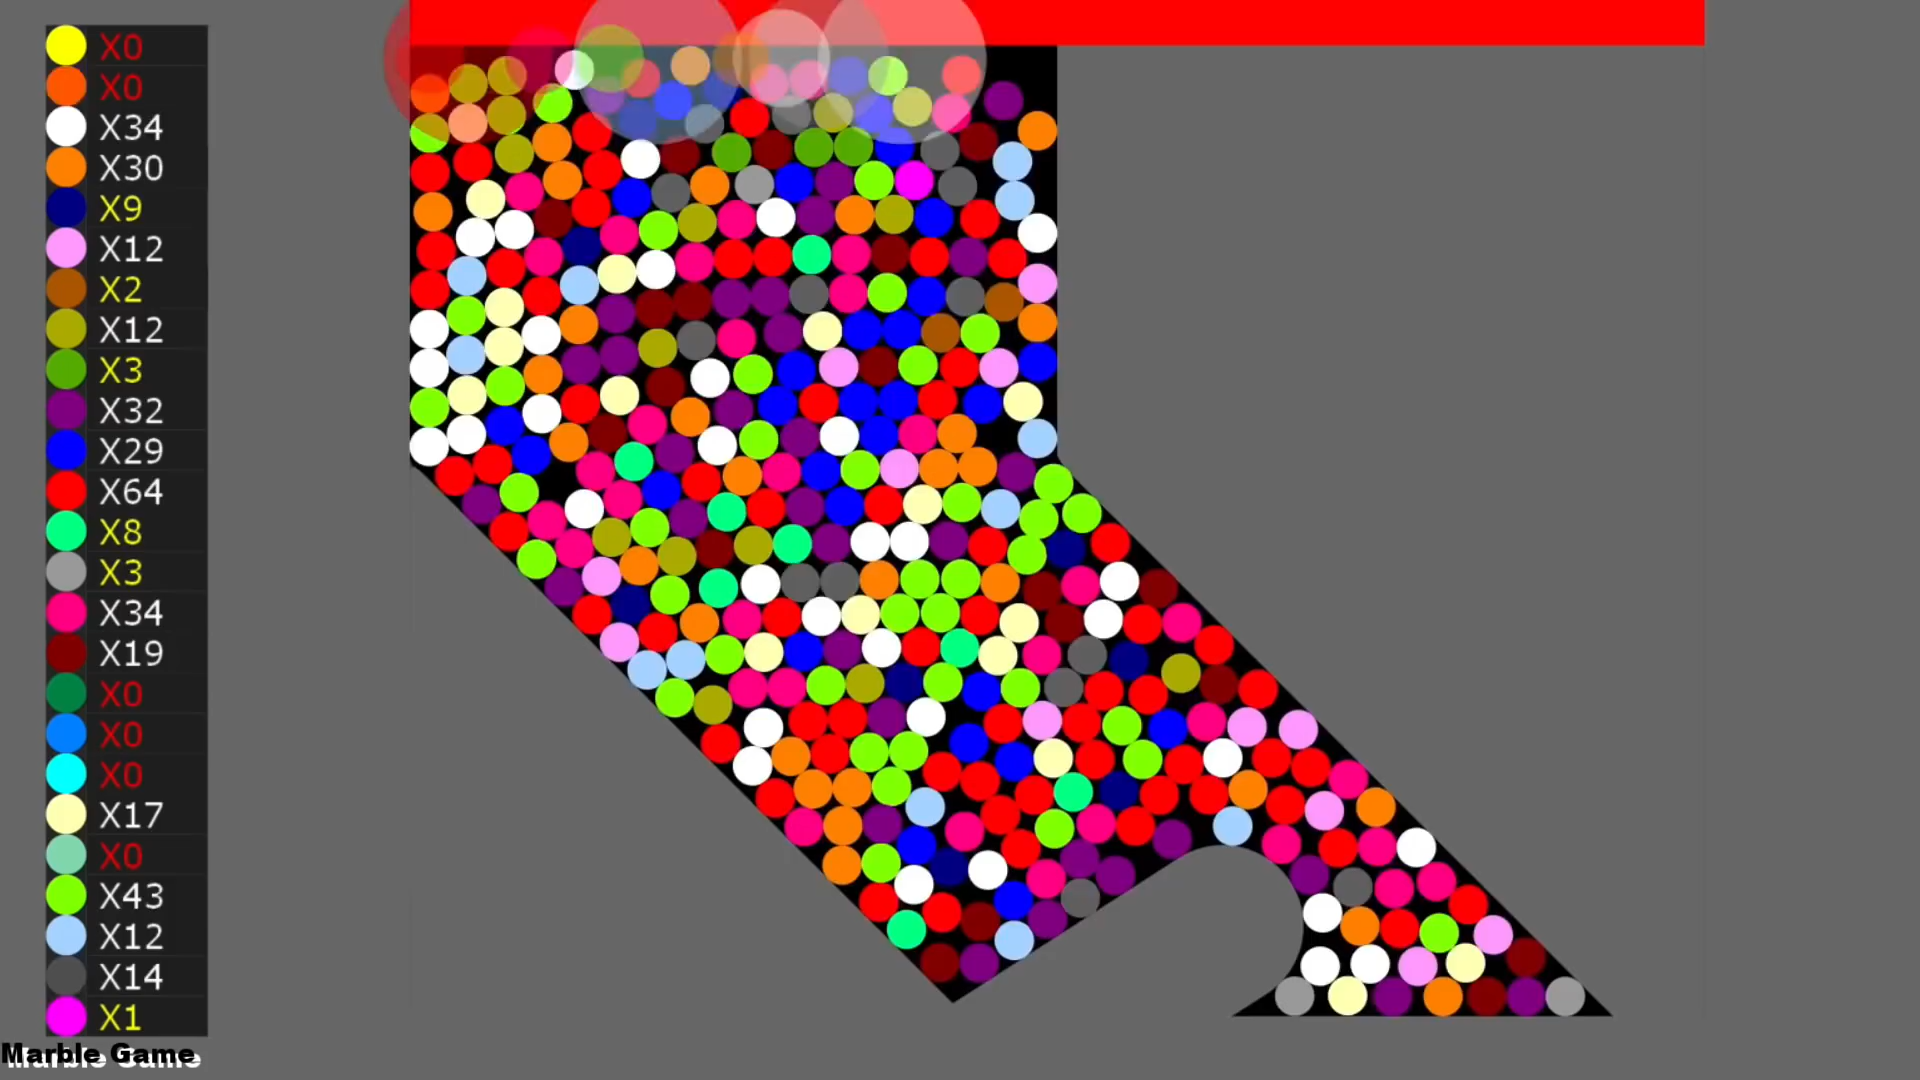 X0
X0
X34
X30
X9
X12
X2
X12
X3
X32
X29
X64
X8
X3
X34
X19
X0
X0
X0
X17
X0
X43
X12
X14
X1
Marble Game